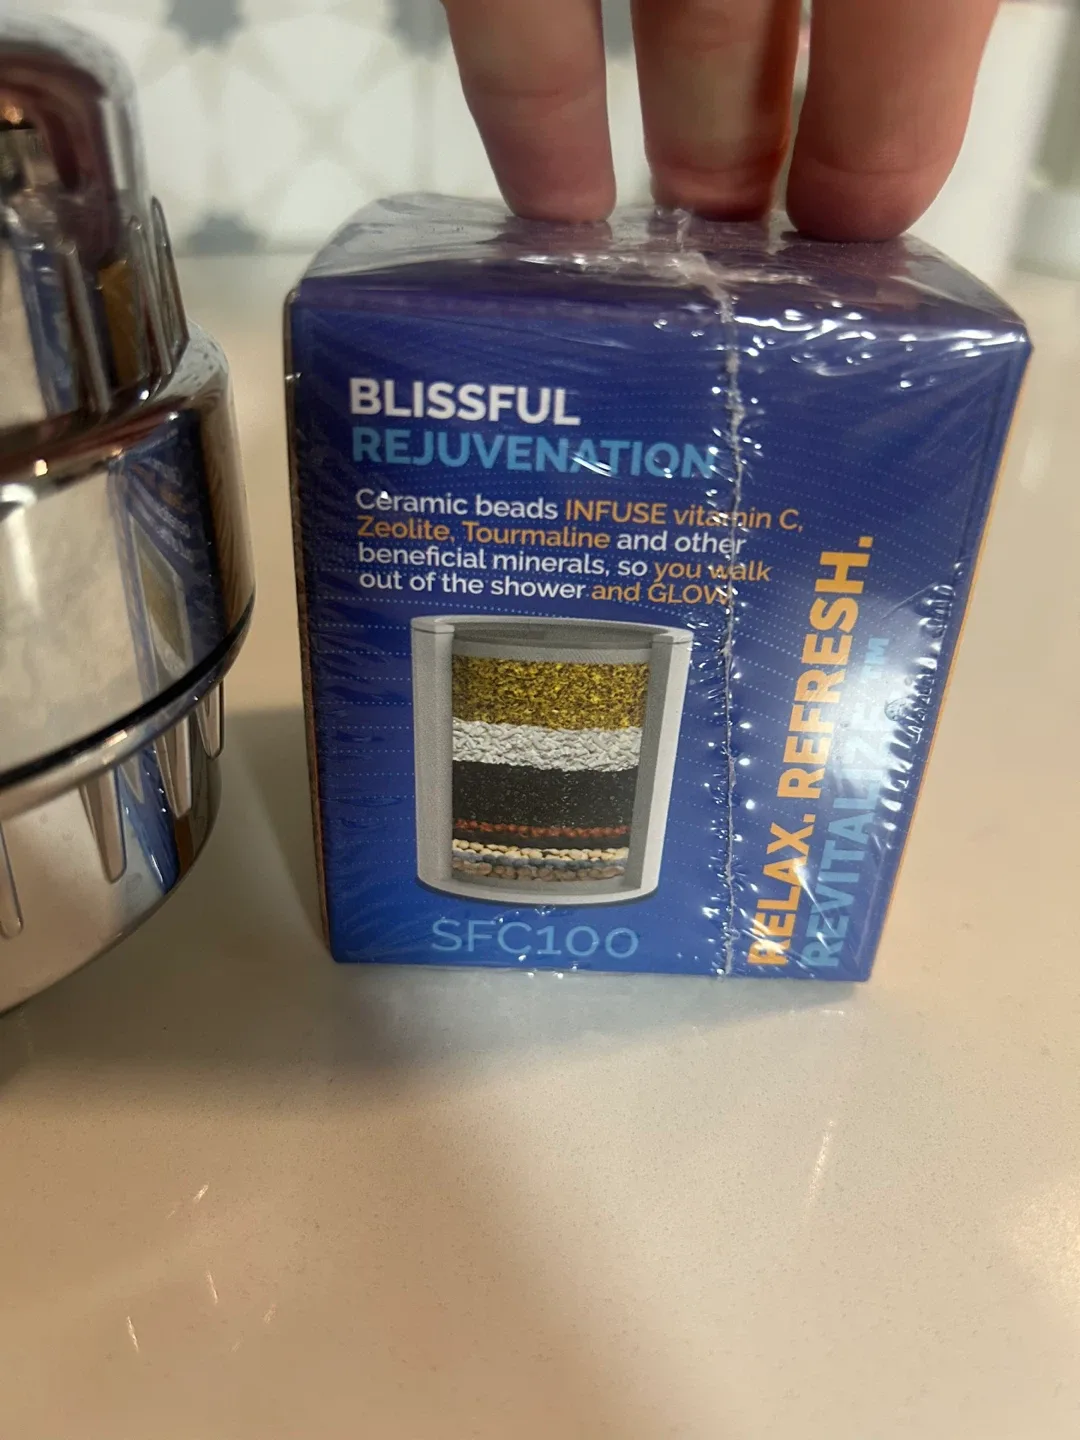 BLISSFUL
REJUVENATION
Ceramic beads INFUSE vitamin C,
Zeolite, Tourmaline and other
beneficial minerals, so you walk
out of the shower and GLOW.
SFC100
RELAX. REFRESH.
REVITALIZE™